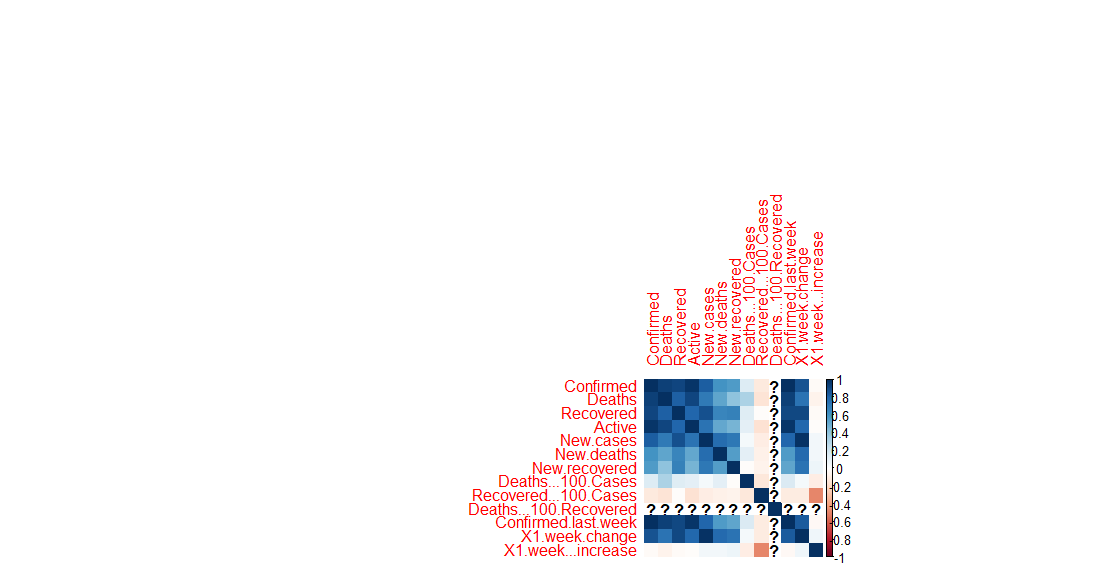 Confirmed
Deaths
Recovered
Active
New.cases
New.deaths
New.recovered
Deaths...100.Cases
Recovered...100.Cases
Deaths...100.Recovered
Confirmed.last.week
X1.week.change
X1.week...increase
Confirmed ? 1
Deaths ? 0.8
Recovered ? 0.6
Active ? 0.4
New.cases ? 0.2
New.deaths ? 0
New.recovered ? -0.2
Deaths...100.Cases ? -0.4
Recovered...100.Cases ? -0.6
Deaths...100.Recovered ? ? ? ? ? ? ? ? ? ? ? ? -0.8
Confirmed.last.week ? -1
X1.week.change ?
X1.week...increase ?